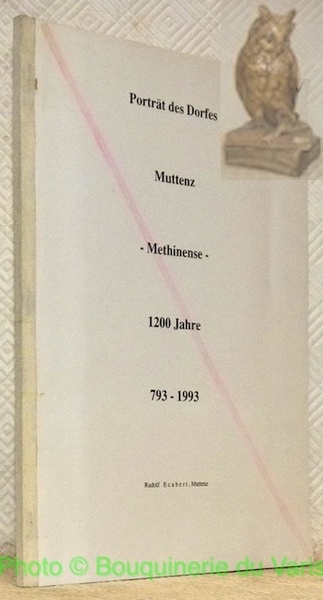 Porträt des Dorfes
Muttenz
- Methinense -
1200 Jahre
793 - 1993
Rudolf Ecabert, Muttenz
Photo © Bouquinerie du Varis